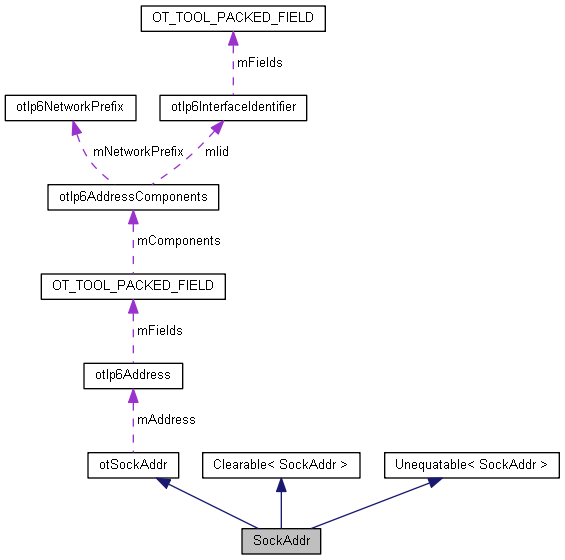 OT_TOOL_PACKED_FIELD
mFields
otIp6NetworkPrefix
otIp6InterfaceIdentifier
mNetworkPrefix
mIid
otIp6AddressComponents
mComponents
OT_TOOL_PACKED_FIELD
mFields
otIp6Address
mAddress
otSockAddr
Clearable< SockAddr >
Unequatable< SockAddr >
SockAddr